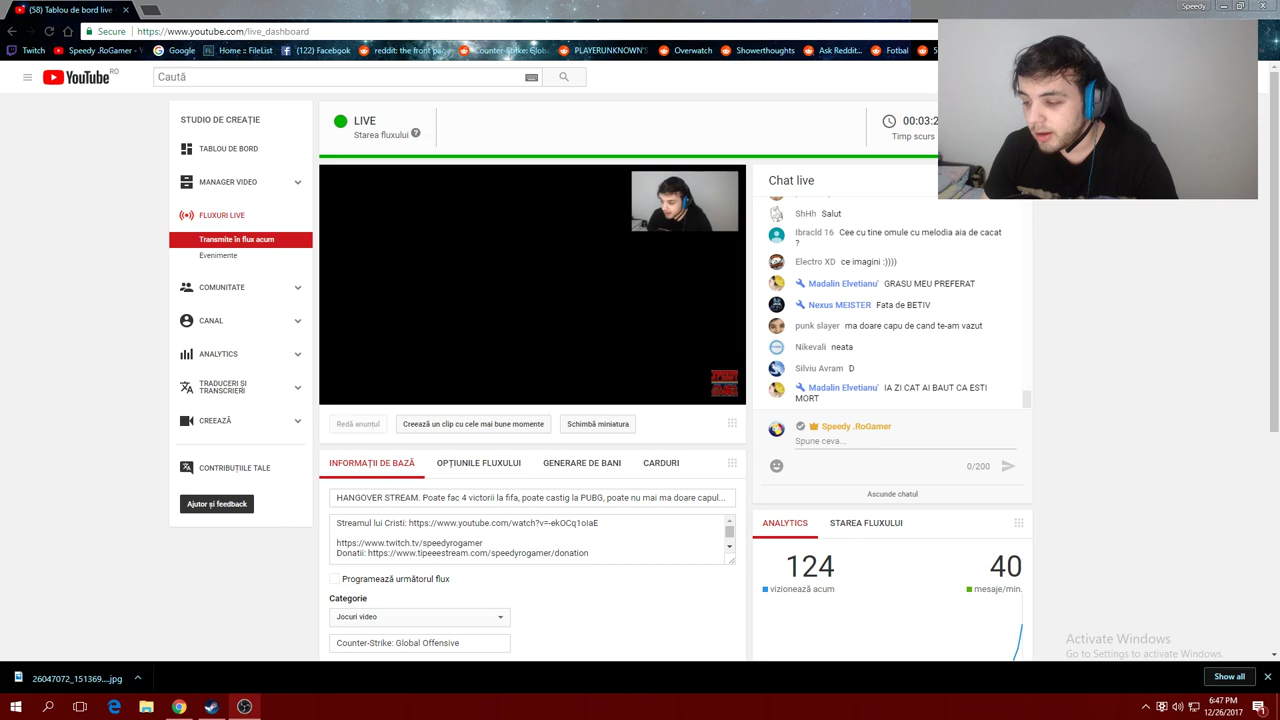 (58) Tablou de bord live
Speedy
Secure
https://www.youtube.com/live_dashboard
Twitch
Speedy .RoGamer -
Google
Home :: FileList
(122) Facebook
reddit: the front pag
Counter-Strike: Glob
PLAYERUNKNOWN'S
Overwatch
Showerthoughts
Ask Reddit...
Fotbal
YouTube RO
Caută
STUDIO DE CREAȚIE
TABLOU DE BORD
MANAGER VIDEO
FLUXURI LIVE
Transmite în flux acum
Evenimente
COMUNITATE
CANAL
ANALYTICS
TRADUCERI ȘI
TRANSCRIERI
CREEAZĂ
CONTRIBUȚIILE TALE
Ajutor și feedback
LIVE
Starea fluxului
00:03:2
Timp scurs
Redă anunțul
Creează un clip cu cele mai bune momente
Schimbă miniatura
INFORMAȚII DE BAZĂ
OPȚIUNILE FLUXULUI
GENERARE DE BANI
CARDURI
HANGOVER STREAM. Poate fac 4 victorii la fifa, poate castig la PUBG, poate nu mai ma doare capul...
Streamul lui Cristi: https://www.youtube.com/watch?v=-ekOCq1oIaE
https://www.twitch.tv/speedyrogamer
Donatii: https://www.tipeeestream.com/speedyrogamer/donation
Programează următorul flux
Categorie
Jocuri video
Counter-Strike: Global Offensive
Chat live
ShHh Salut
Ibracld 16 Cee cu tine omule cu melodia aia de cacat
?
Electro XD ce imagini :))))
Madalin Elvetianu' GRASU MEU PREFERAT
Nexus MEISTER Fata de BETIV
punk slayer ma doare capu de cand te-am vazut
Nikevali neata
Silviu Avram D
Madalin Elvetianu' IA ZI CAT AI BAUT CA ESTI
MORT
Speedy .RoGamer
Spune ceva...
0/200
Ascunde chatul
ANALYTICS
STAREA FLUXULUI
124
vizionează acum
40
mesaje/min.
Activate Windows
Go to Settings to activate Windows.
26047072_151369....jpg
Show all
6:47 PM
12/26/2017